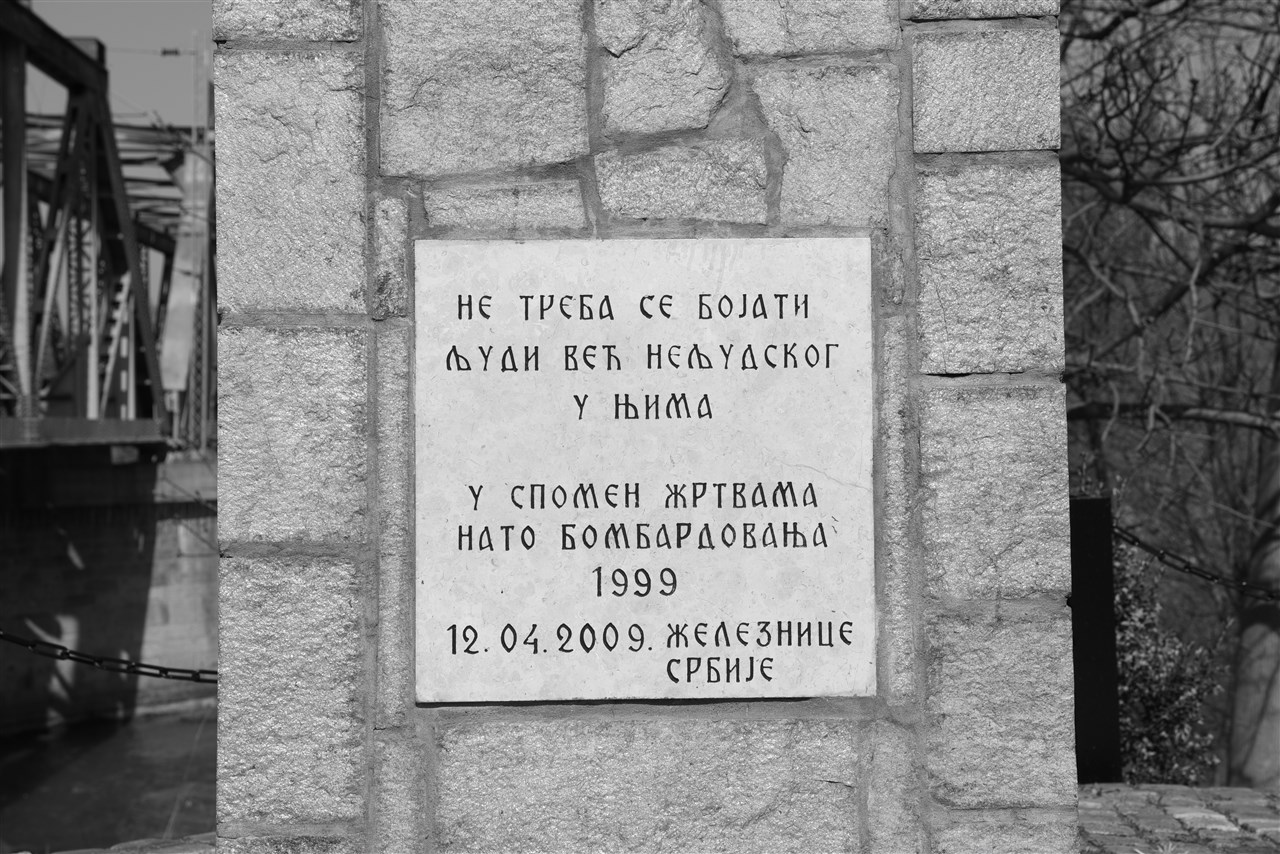 НЕ ТРЕБА СЕ БОЈАТИ
ЉУДИ ВЕЋ НЕЉУДСКОГ
У ЊИМА
У СПОМЕН ЖРТВАМА
НАТО БОМБАРДОВАЊА
1999
12.04.2009. ЖЕЛЕЗНИЦЕ
СРБИЈЕ